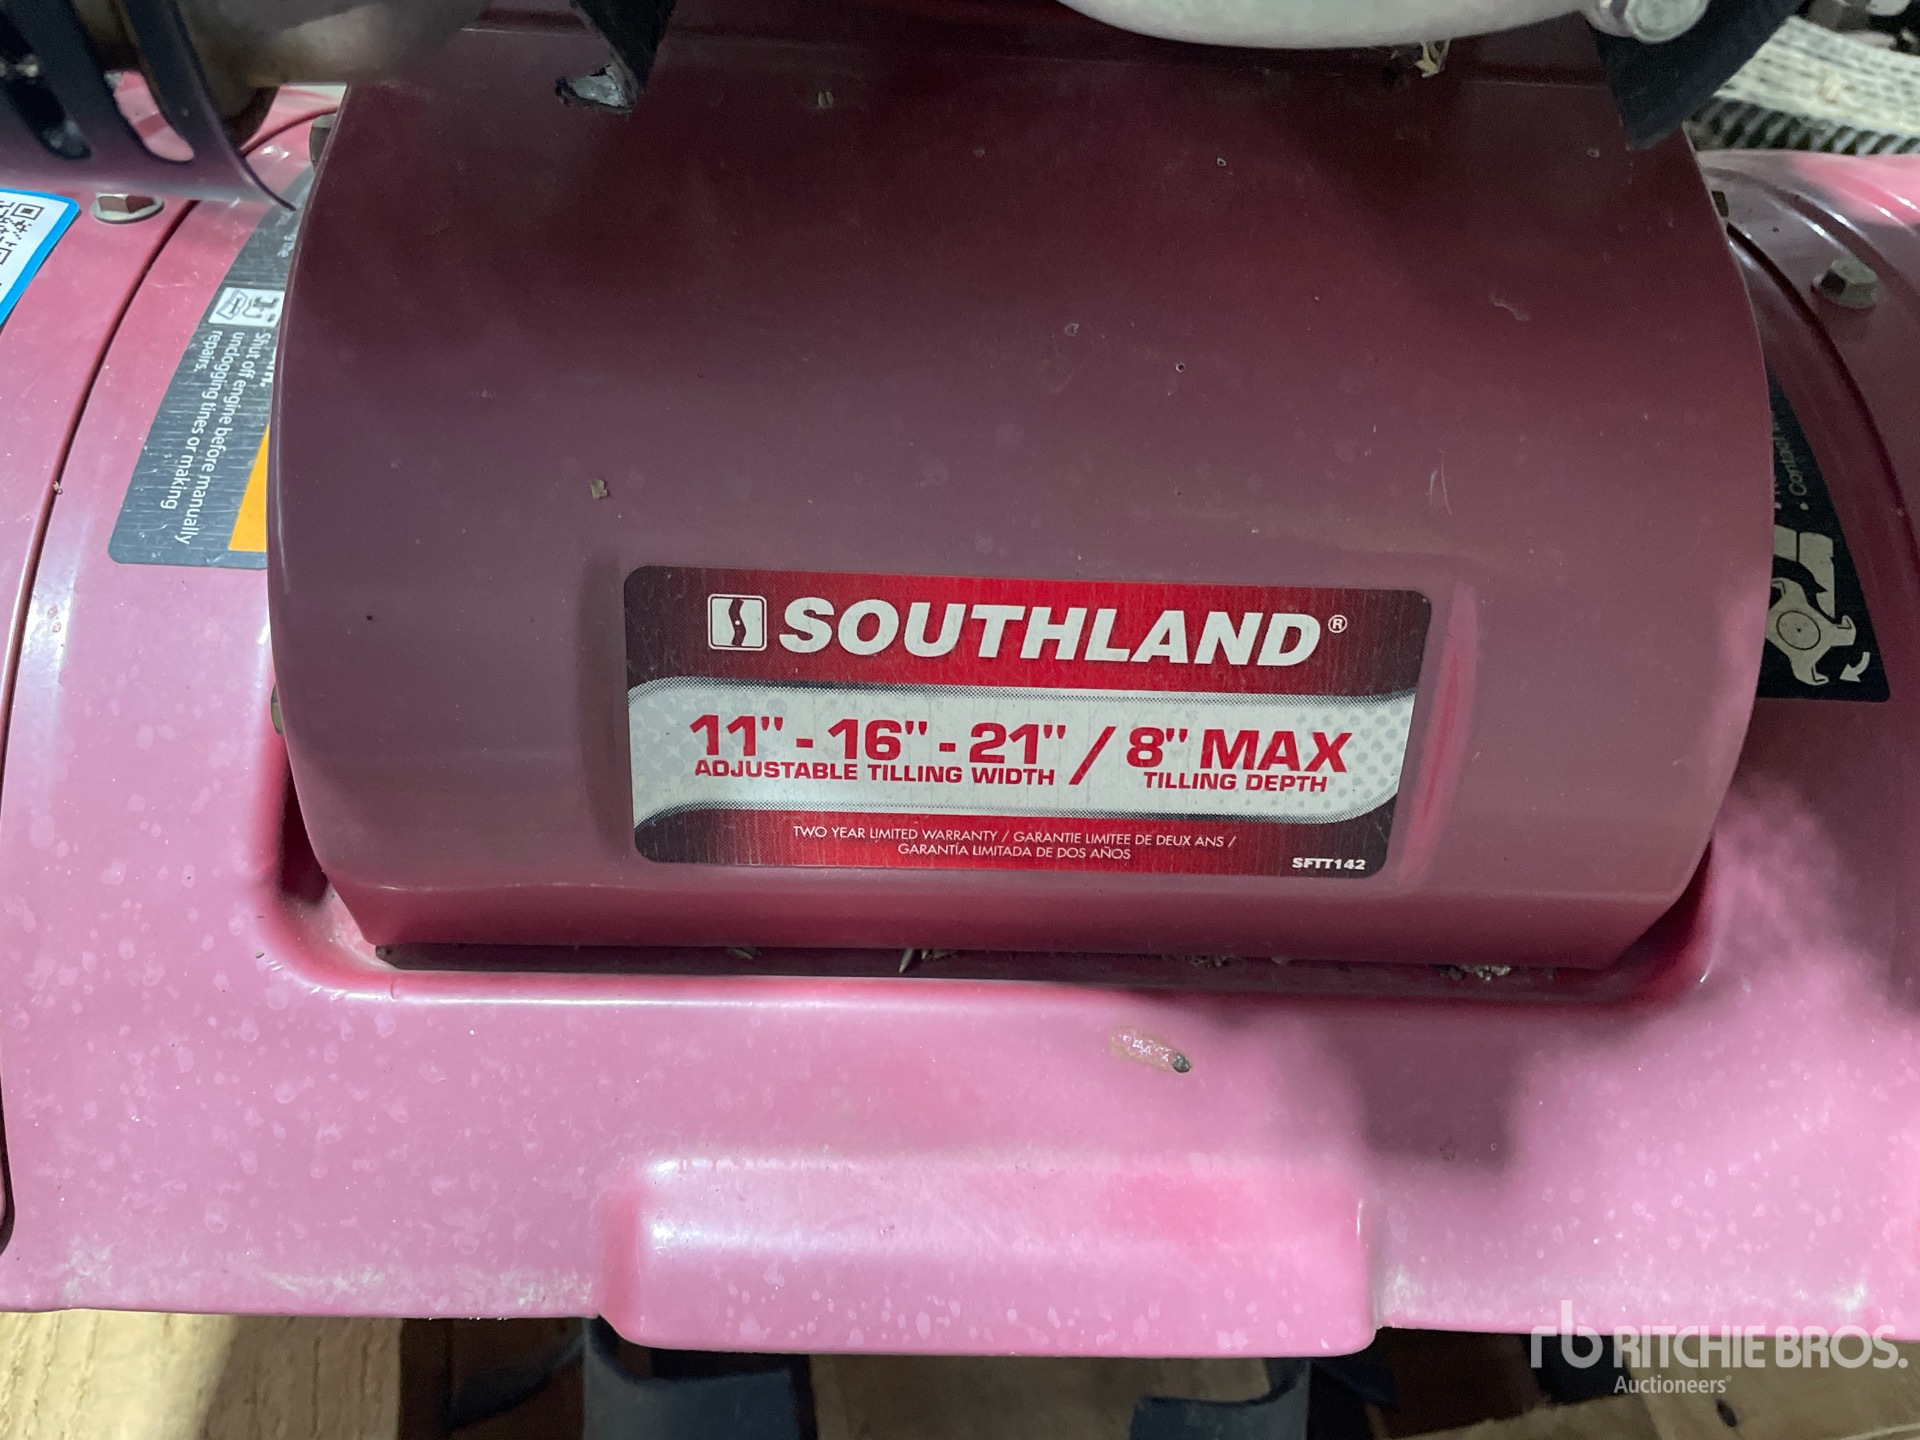 Shut off engine before manually
unclogging tines or making
repairs.
SOUTHLAND®
11" - 16" - 21" / 8" MAX
ADJUSTABLE TILLING WIDTH TILLING DEPTH
TWO YEAR LIMITED WARRANTY / GARANTIE LIMITEE DE DEUX ANS /
GARANTÍA LIMITADA DE DOS AÑOS
SFTT142
• Contact
rb RITCHIE BROS.
Auctioneers